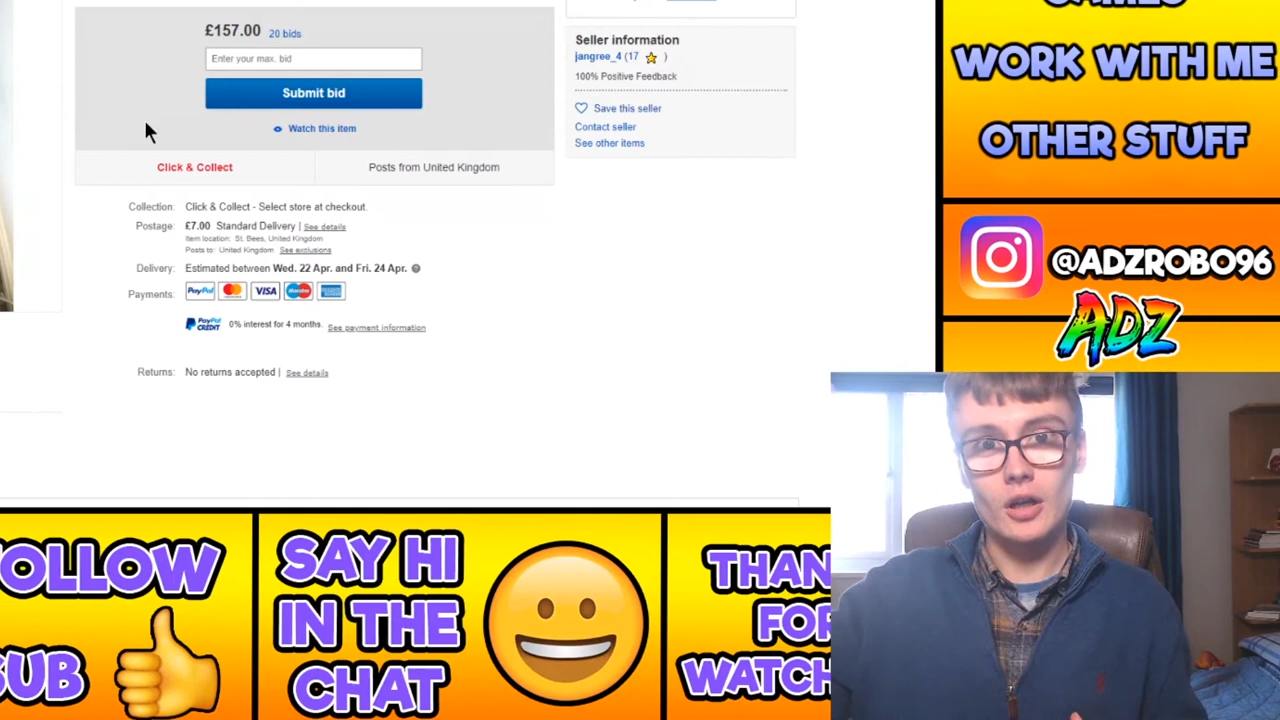 £157.00 20 bids
Enter your max. bid
Submit bid
Watch this item
Click & Collect
Posts from United Kingdom
Collection: Click & Collect - Select store at checkout.
Postage: £7.00 Standard Delivery | See details
Item location: St. Bees, United Kingdom
Posts to: United Kingdom See exclusions
Delivery: Estimated between Wed. 22 Apr. and Fri. 24 Apr.
Payments: PayPal VISA
PayPal CREDIT 0% interest for 4 months. See payment information
Returns: No returns accepted | See details
Seller information
jangree_4 (17 )
100% Positive Feedback
Save this seller
Contact seller
See other items
WORK WITH ME
OTHER STUFF
@ADZROBO96
ADZ
FOLLOW
SUB
SAY HI
IN THE
CHAT
THAN
FOR
WATCH